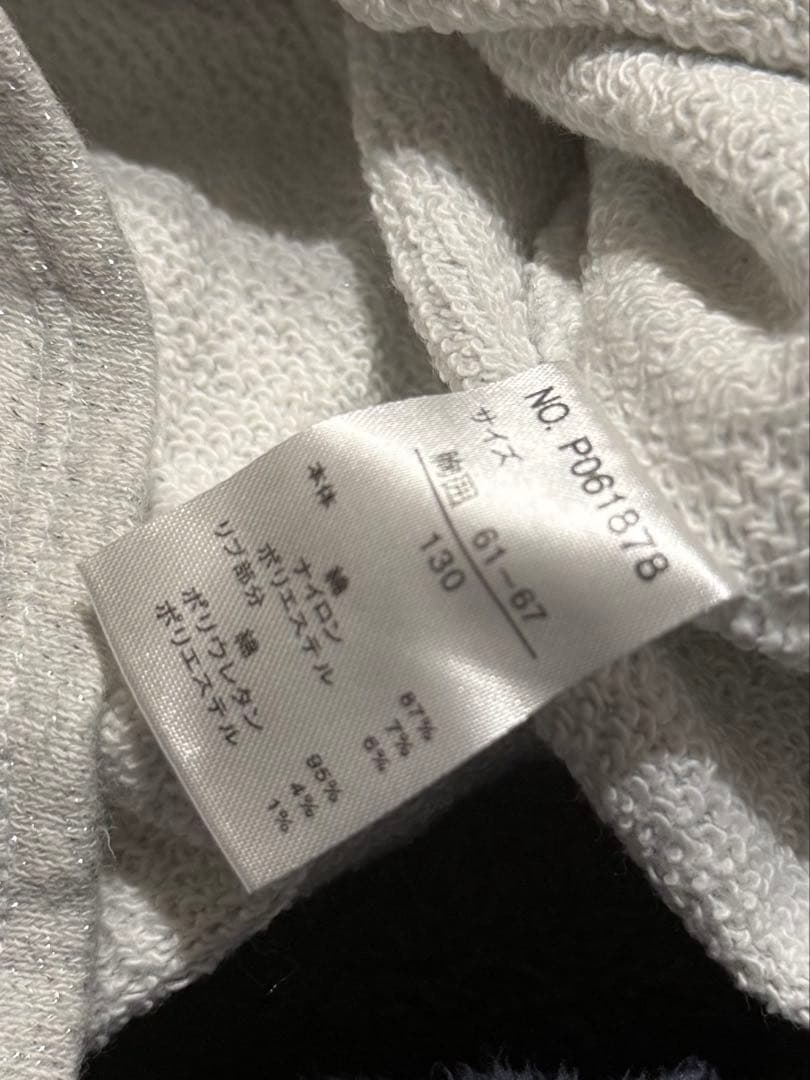 NO. P061878
サイズ
胸囲 61-67
130
本体
綿 87%
ナイロン 7%
ポリエステル 6%
リブ部分
綿 95%
ポリウレタン 4%
ポリエステル 1%